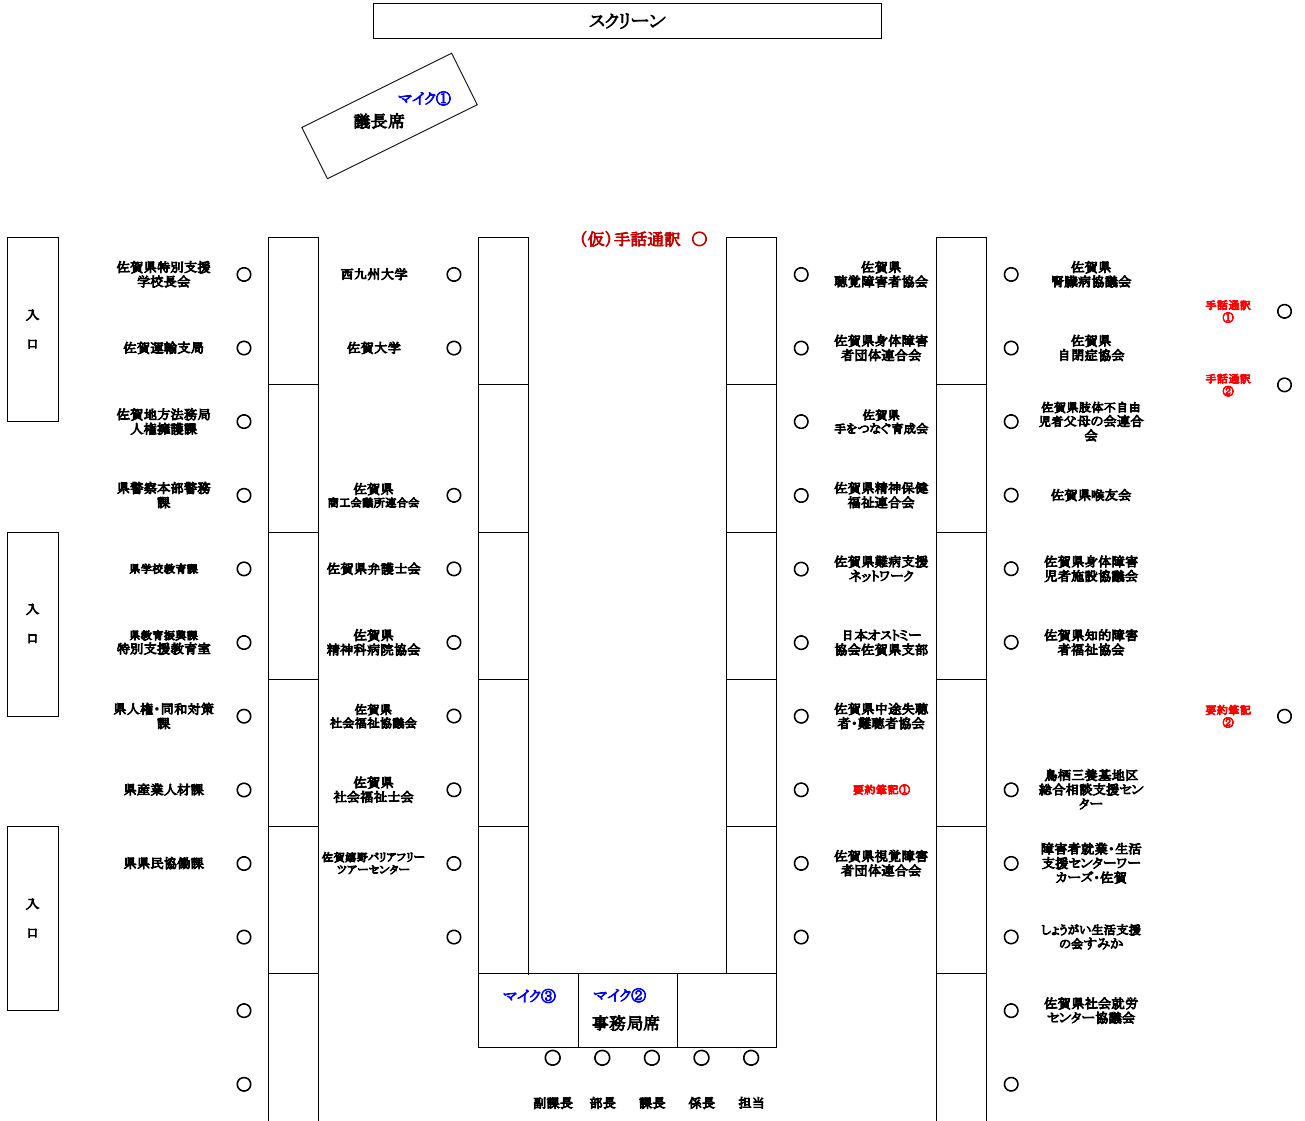 スクリーン
マイク①
議長席
(仮)手話通訳 ○
入
口
佐賀県特別支援
学校長会
佐賀運輸支局
佐賀地方法務局
人権擁護課
県警察本部警務
課
入
口
県学校教育課
県教育振興課
特別支援教育室
県人権・同和対策
課
県産業人材課
入
口
県県民協働課
西九州大学
佐賀大学
佐賀県
商工会議所連合会
佐賀県弁護士会
佐賀県
精神科病院協会
佐賀県
社会福祉協議会
佐賀県
社会福祉士会
佐賀嬉野バリアフリー
ツアーセンター
佐賀県
聴覚障害者協会
佐賀県身体障害
者団体連合会
佐賀県
手をつなぐ育成会
佐賀県精神保健
福祉連合会
佐賀県難病支援
ネットワーク
日本オストミー
協会佐賀県支部
佐賀県中途失聴
者・難聴者協会
要約筆記①
佐賀県視覚障害
者団体連合会
佐賀県
腎臓病協議会
佐賀県
自閉症協会
佐賀県肢体不自由
児者父母の会連合
会
佐賀県喉友会
佐賀県身体障害
児者施設協議会
佐賀県知的障害
者福祉協会
鳥栖三養基地区
総合相談支援セン
ター
障害者就業・生活
支援センターワー
カーズ・佐賀
しょうがい生活支援
の会すみか
佐賀県社会就労
センター協議会
手話通訳
①
手話通訳
②
要約筆記
②
マイク③
マイク②
事務局席
副課長
部長
課長
係長
担当